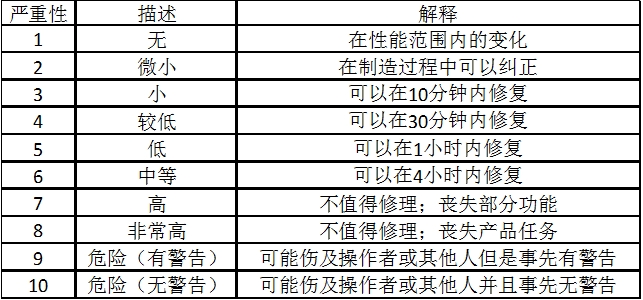 严重性 描述 解释
1 无 在性能范围内的变化
2 微小 在制造过程中可以纠正
3 小 可以在10分钟内修复
4 较低 可以在30分钟内修复
5 低 可以在1小时内修复
6 中等 可以在4小时内修复
7 高 不值得修理；丧失部分功能
8 非常高 不值得修理；丧失产品任务
9 危险（有警告） 可能伤及操作者或其他人但是事先有警告
10 危险（无警告） 可能伤及操作者或其他人并且事先无警告